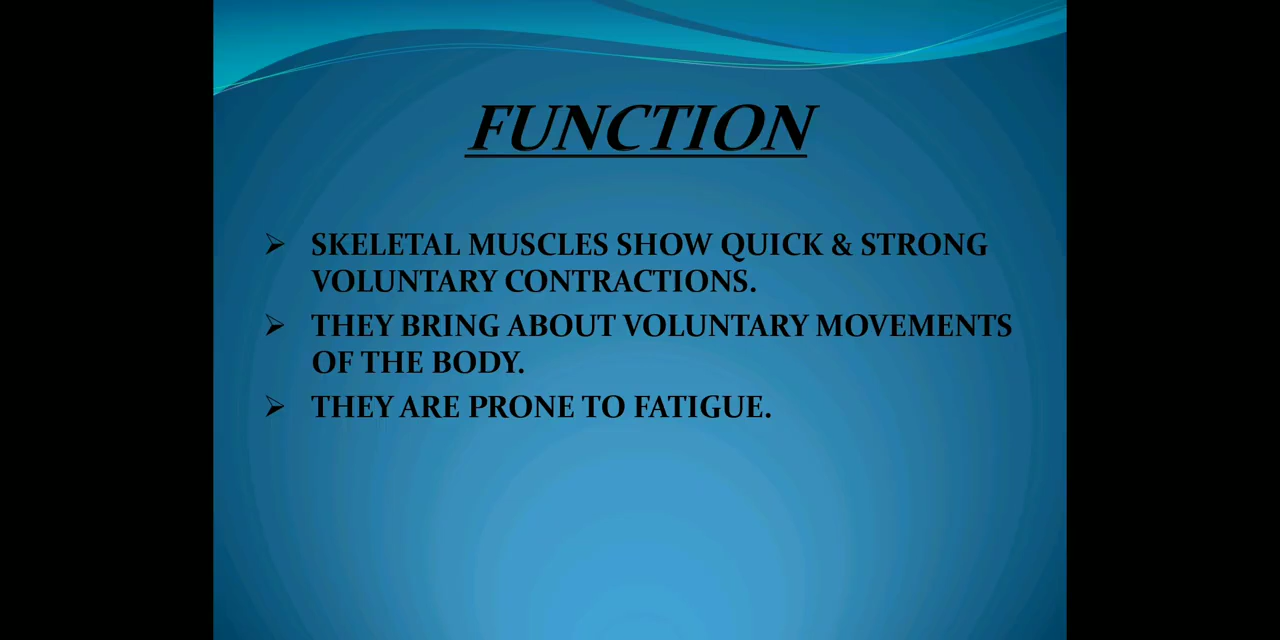 FUNCTION
➢ SKELETAL MUSCLES SHOW QUICK & STRONG
VOLUNTARY CONTRACTIONS.
➢ THEY BRING ABOUT VOLUNTARY MOVEMENTS
OF THE BODY.
➢ THEY ARE PRONE TO FATIGUE.